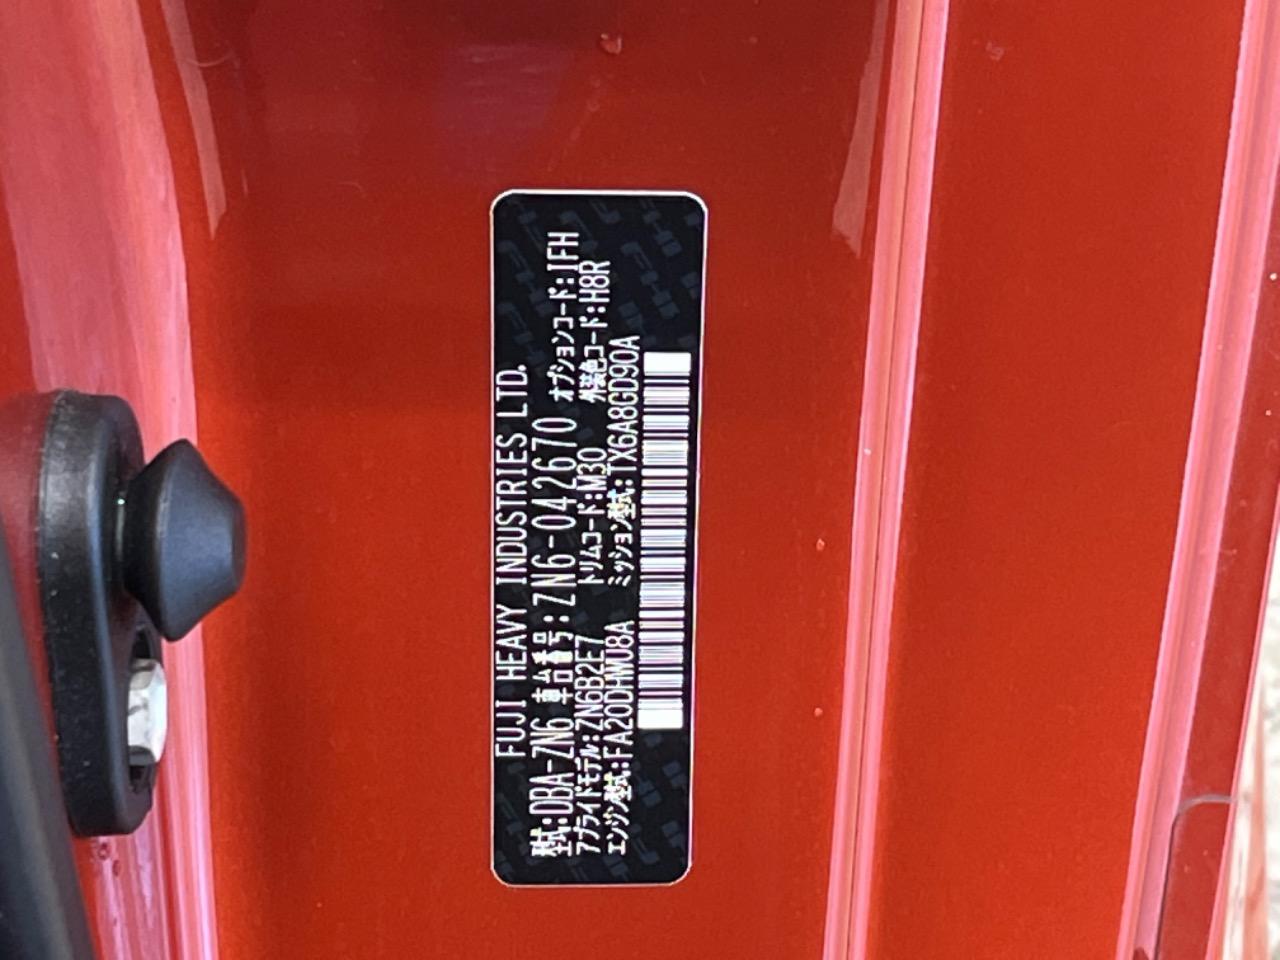 FUJI HEAVY INDUSTRIES LTD.
型式:DBA-ZN6 車台番号:ZN6-042670 オプションコード:IFH
アプライドモデル:ZN6B2E7 トリムコード:M30 外装色コード:H8R
エンジン型式:FA20DHWU8A ミッション型式:TX6A8GD90A